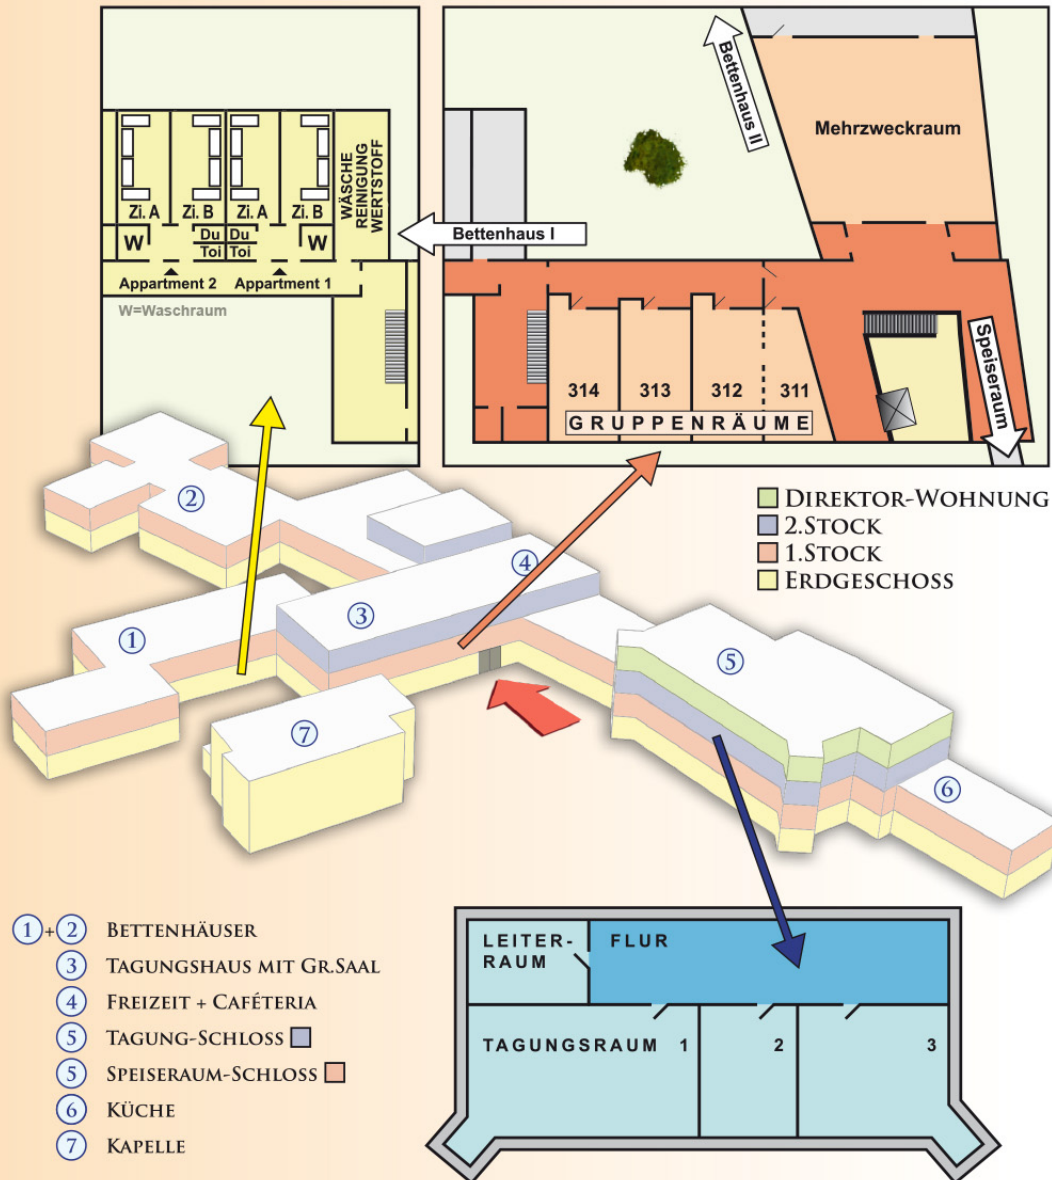 Zi. A Zi. B Zi. A Zi. B
WÄSCHE
REINIGUNG
WERTSTOFF
W Du Du W
Toi Toi
Appartment 2 Appartment 1
W=Waschraum
Bettenhaus I
Bettenhaus II
Mehrzweckraum
314 313 312 311
GRUPPENRÄUME
Speiseraum
DIREKTOR-WOHNUNG
2.STOCK
1.STOCK
ERDGESCHOSS
2
4
3
1
5
7
6
1+2 BETTENHÄUSER
3 TAGUNGSHAUS MIT GR.SAAL
4 FREIZEIT + CAFÉTERIA
5 TAGUNG-SCHLOSS
5 SPEISERAUM-SCHLOSS
6 KÜCHE
7 KAPELLE
LEITER-
RAUM
FLUR
TAGUNGSRAUM 1 2 3